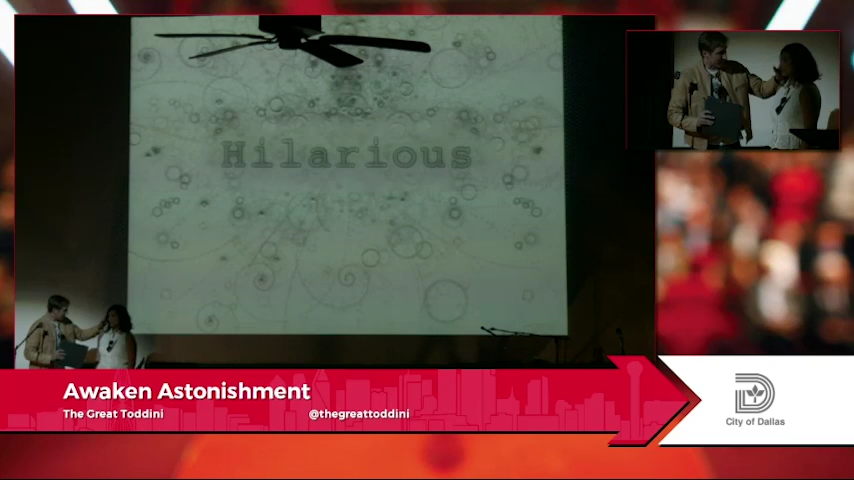 Hilarious
Awaken Astonishment
The Great Toddini
@thegreattoddini
City of Dallas